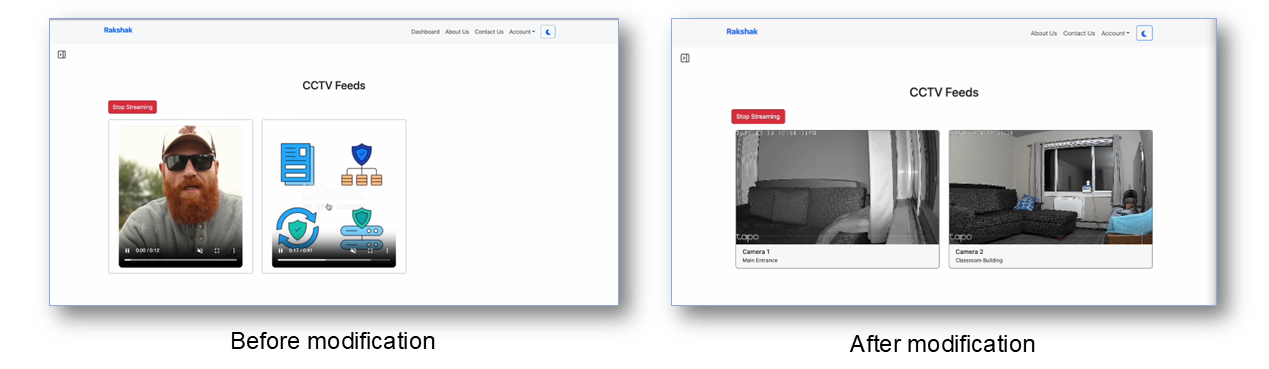 Rakshak
Dashboard About Us Contact Us Account
CCTV Feeds
Stop Streaming
0:00 / 0:12
0:17 / 0:41
Before modification
Rakshak
About Us Contact Us Account
CCTV Feeds
Stop Streaming
tapo
tapo
Camera 1
Main Entrance
Camera 2
Classroom Building
After modification